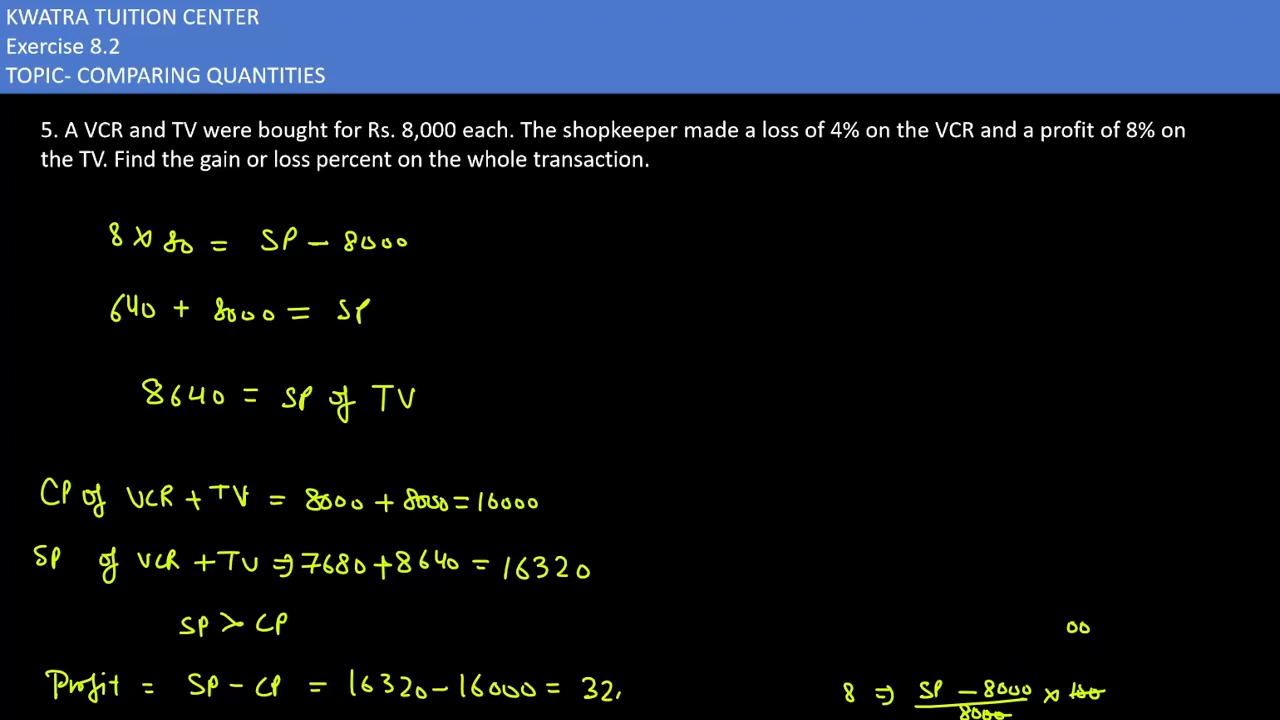 KWATRA TUITION CENTER
Exercise 8.2
TOPIC- COMPARING QUANTITIES
5. A VCR and TV were bought for Rs. 8,000 each. The shopkeeper made a loss of 4% on the VCR and a profit of 8% on
the TV. Find the gain or loss percent on the whole transaction.
8 × 80 = SP - 8000
640 + 8000 = SP
8640 = SP of TV
CP of VCR + TV = 8000 + 8000 = 16000
SP of VCR + TV ⇒ 7680 + 8640 = 16320
SP > CP
00
Profit = SP - CP = 16320 - 16000 = 32
8 ⇒ SP - 8000 × 100
8000